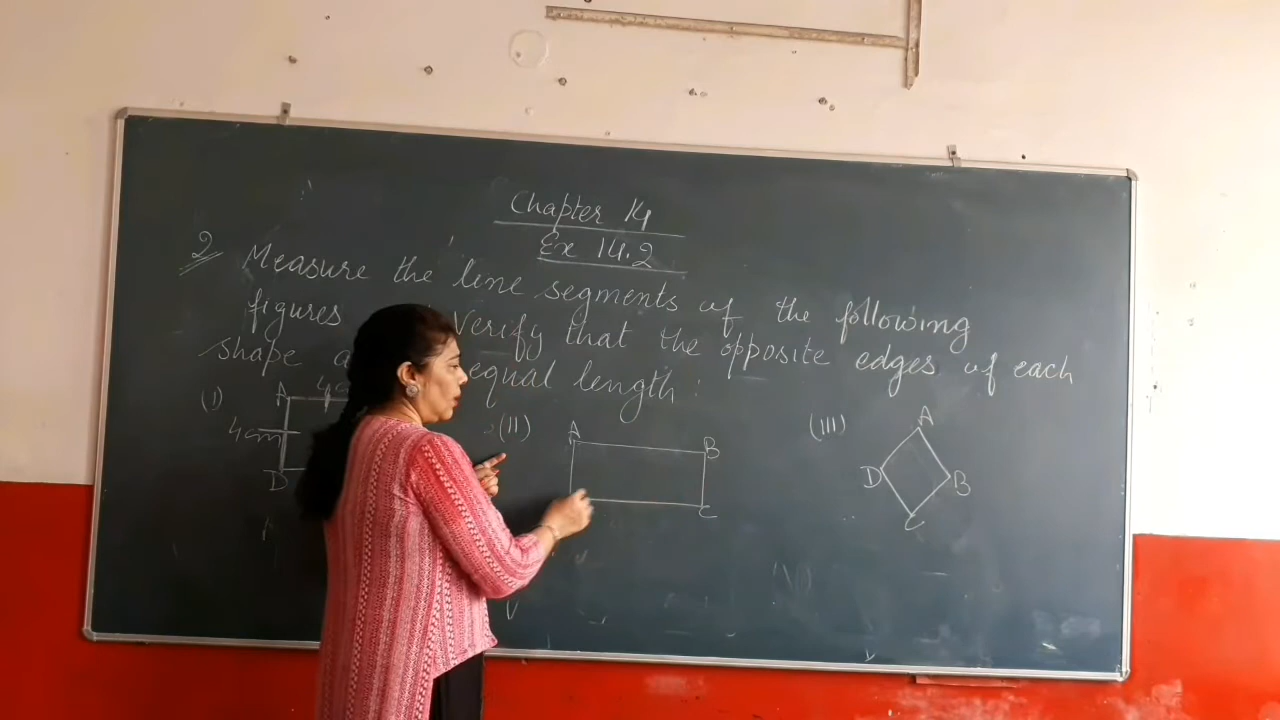 Chapter 14
Ex 14.2
2 Measure the line segments of the following
figures Verify that the opposite edges of each
shape equal length :
(I) A
4cm
D
(II) A B
C
(III) A
D B
C